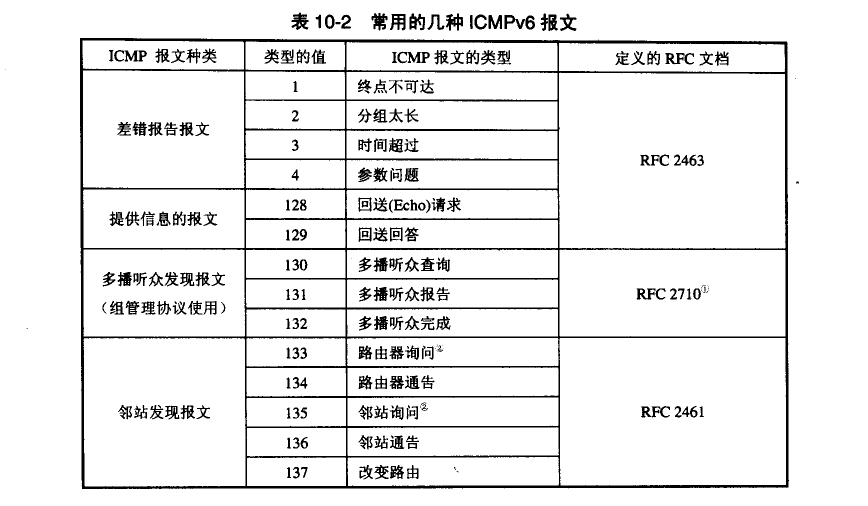 表 10-2 常用的几种 ICMPv6 报文
ICMP 报文种类 类型的值 ICMP 报文的类型 定义的 RFC 文档
差错报告报文 1 终点不可达 RFC 2463
2 分组太长
3 时间超过
4 参数问题
提供信息的报文 128 回送(Echo)请求
129 回送回答
多播听众发现报文
(组管理协议使用) 130 多播听众查询 RFC 2710①
131 多播听众报告
132 多播听众完成
邻站发现报文 133 路由器询问② RFC 2461
134 路由器通告
135 邻站询问②
136 邻站通告
137 改变路由